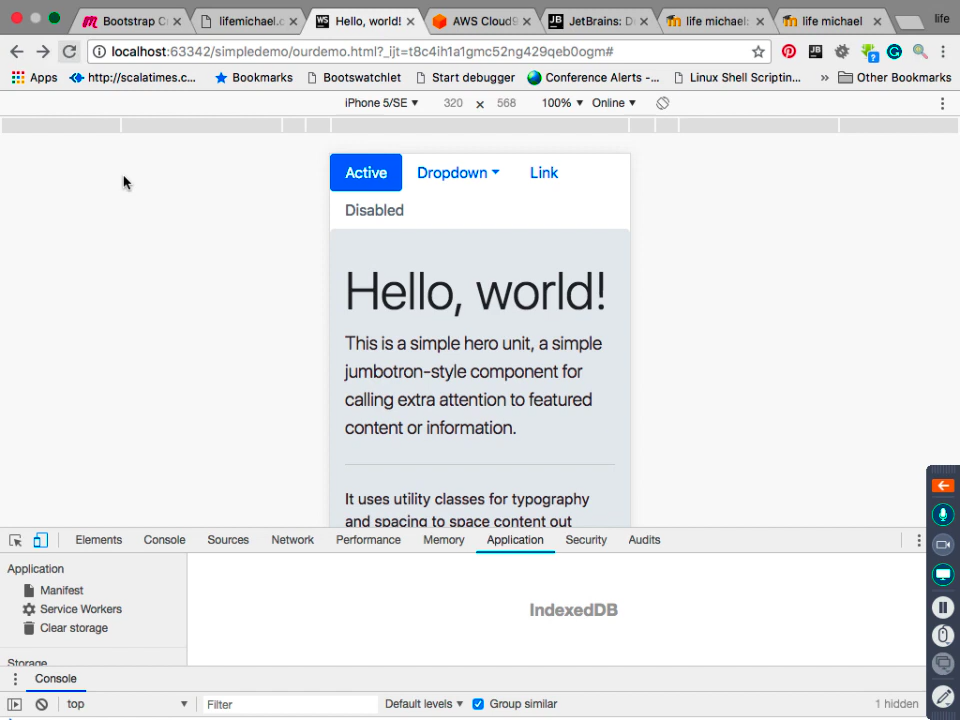 Bootstrap C
lifemichael.c
Hello, world!
AWS Cloud9
JetBrains: D
life michael:
life michael
life
localhost:63342/simpledemo/ourdemo.html?_ijt=t8c4ih1a1gmc52ng429qeb0ogm#
Apps
http://scalatimes.c...
Bookmarks
Bootswatchlet
Start debugger
Conference Alerts -...
Linux Shell Scriptin...
»
Other Bookmarks
iPhone 5/SE ▼ 320 × 568 100% ▼ Online ▼
Active Dropdown Link
Disabled
Hello, world!
This is a simple hero unit, a simple
jumbotron-style component for
calling extra attention to featured
content or information.
It uses utility classes for typography
and spacing to space content out
Elements Console Sources Network Performance Memory Application Security Audits
Application
Manifest
Service Workers
Clear storage
Storage
IndexedDB
Console
top ▼ Filter Default levels ▼ Group similar 1 hidden